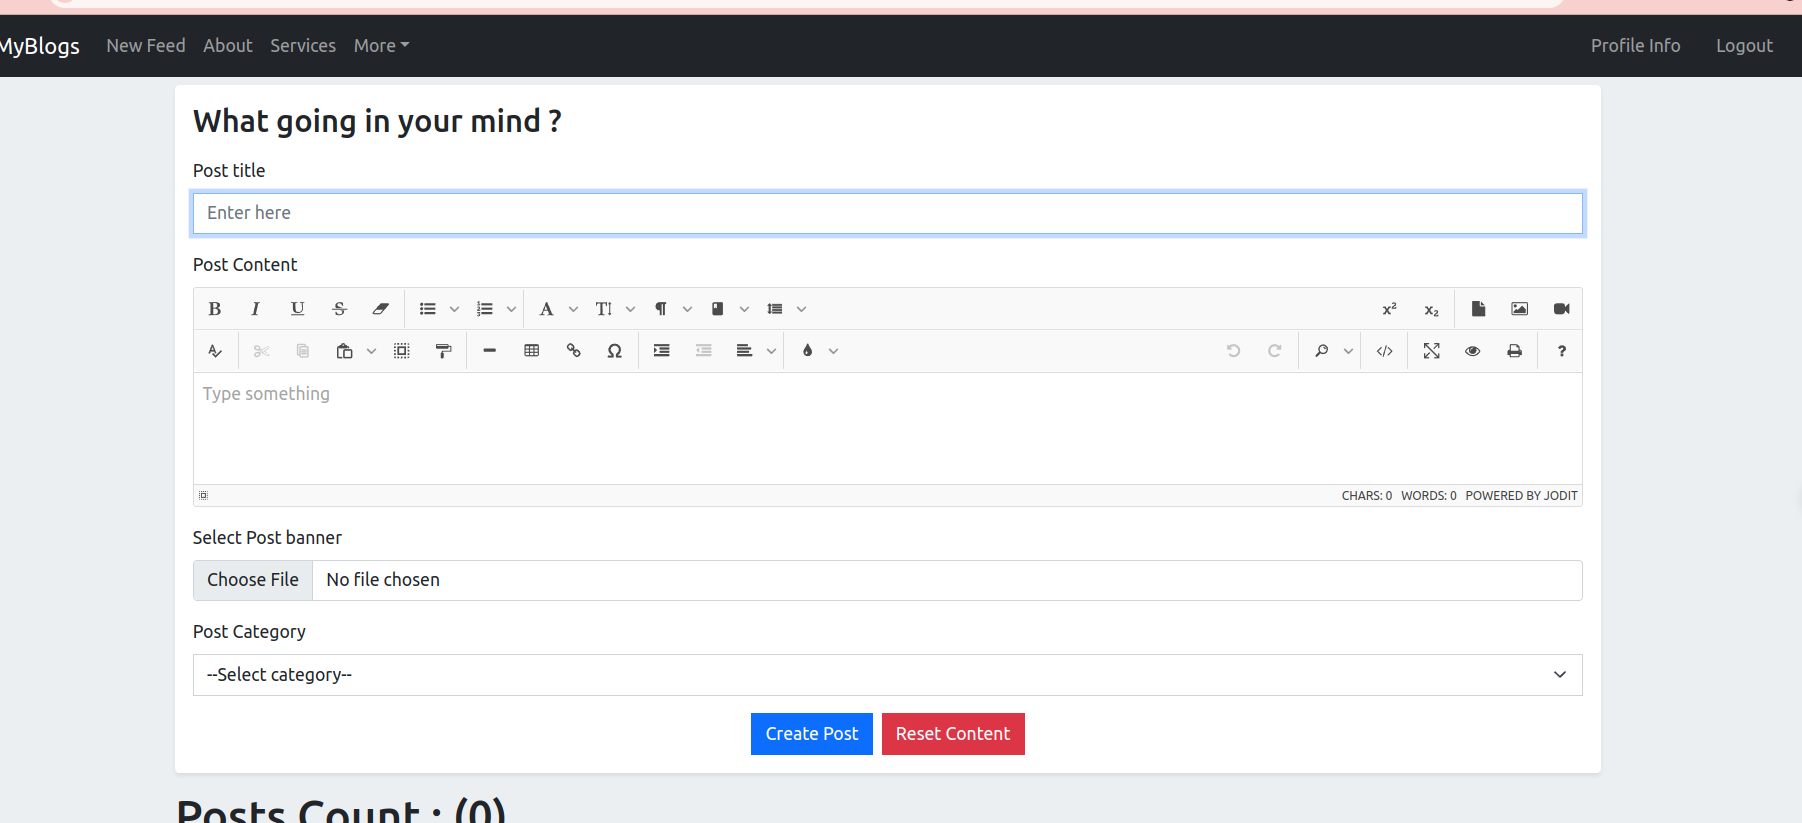 MyBlogs New Feed About Services More Profile Info Logout
What going in your mind ?
Post title
Enter here
Post Content
Type something
CHARS: 0 WORDS: 0 POWERED BY JODIT
Select Post banner
Choose File No file chosen
Post Category
--Select category--
Create Post Reset Content
Posts Count : (0)